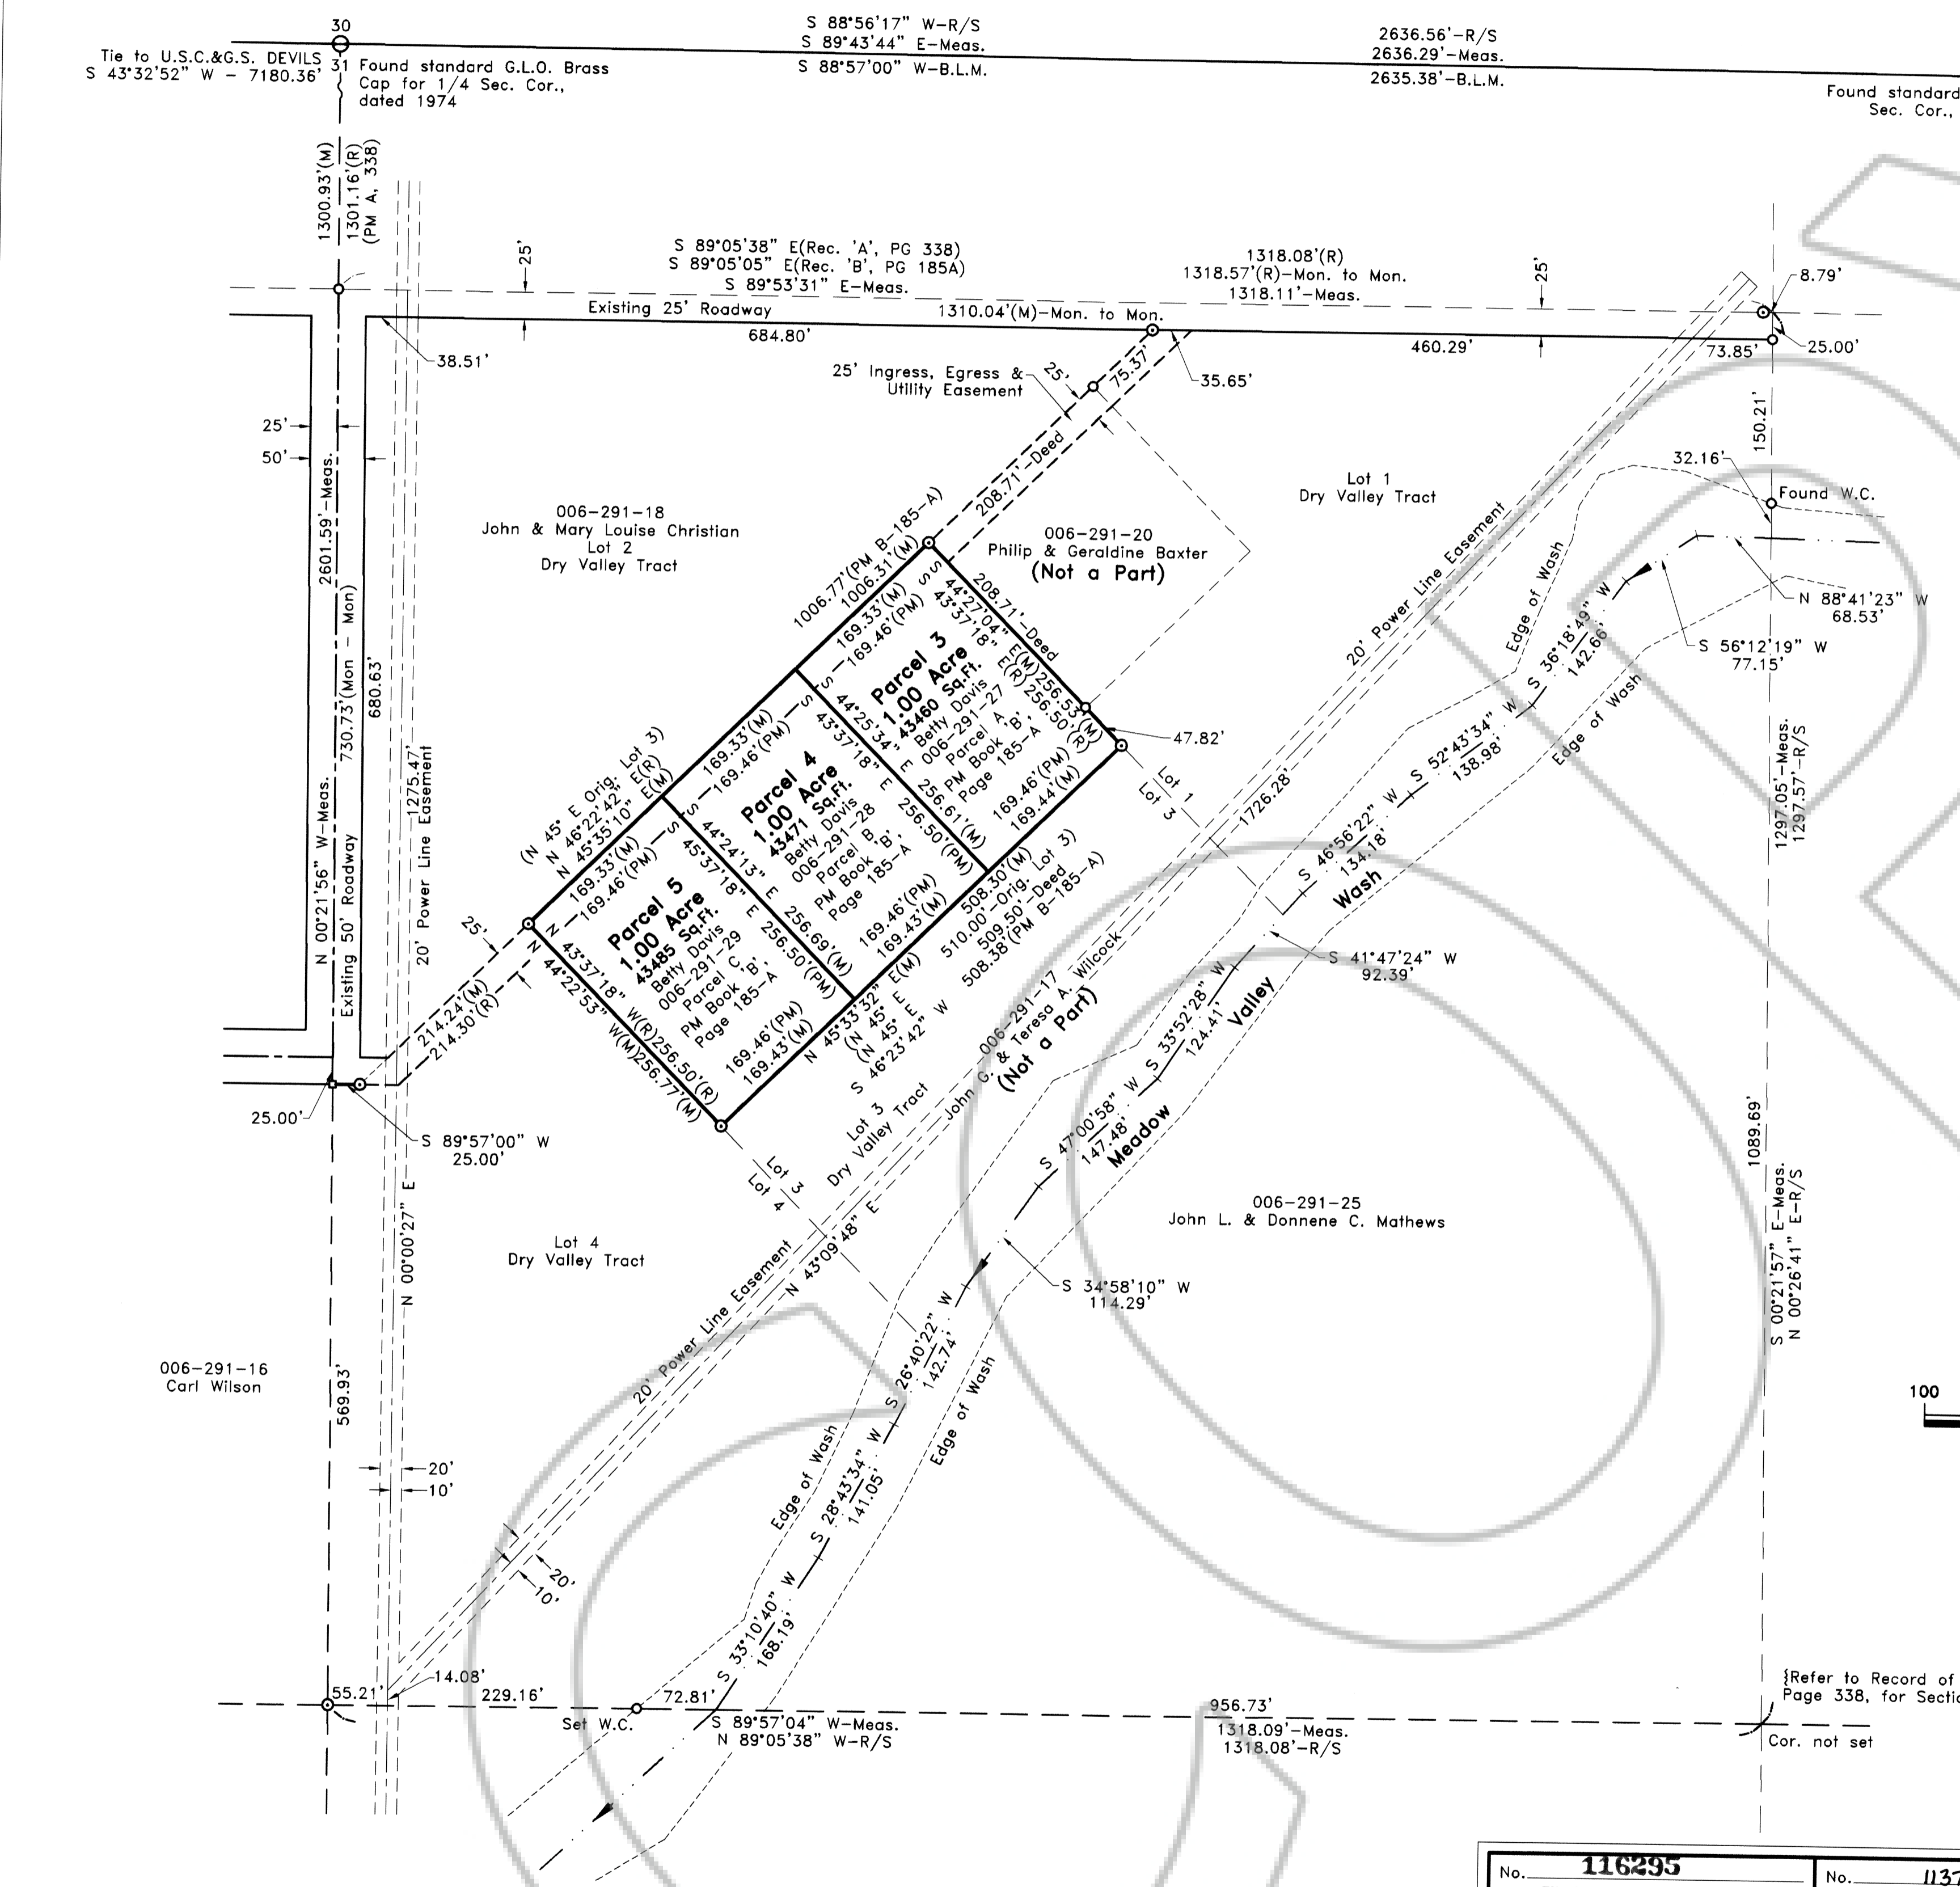 30
Tie to U.S.C.&G.S. DEVILS
S 43°32'52" W – 7180.36'
31
Found standard G.L.O. Brass
Cap for 1/4 Sec. Cor.,
dated 1974
S 88°56'17" W–R/S
S 89°43'44" E–Meas.
S 88°57'00" W–B.L.M.
2636.56'–R/S
2636.29'–Meas.
2635.38'–B.L.M.
Found standard
Sec. Cor.,
1300.93'(M)
1301.16'(R)
(PM A, 338)
25'
S 89°05'38" E(Rec. 'A', PG 338)
S 89°05'05" E(Rec. 'B', PG 185A)
S 89°53'31" E–Meas.
1318.08'(R)
1318.57'(R)–Mon. to Mon.
1318.11'–Meas.
25'
8.79'
Existing 25' Roadway
1310.04'(M)–Mon. to Mon.
684.80'
460.29'
73.85'
25.00'
38.51'
25' Ingress, Egress &
Utility Easement
25'
75.37'
35.65'
208.71'–Deed
25'
50'
2601.59'–Meas.
N 00°21'56" W–Meas.
730.73'(Mon – Mon)
Existing 50' Roadway
680.63'
1275.47'
20' Power Line Easement
N 00°00'27" E
006–291–18
John & Mary Louise Christian
Lot 2
Dry Valley Tract
006–291–20
Philip & Geraldine Baxter
(Not a Part)
Lot 1
Dry Valley Tract
150.21'
32.16'
Found W.C.
N 88°41'23" W
68.53'
S 56°12'19" W
77.15'
S 36°18'49" W
142.66'
S 52°43'34" W
138.98'
S 46°56'22" W
134.18'
S 41°47'24" W
92.39'
S 33°52'28" W
124.41'
S 47°00'58" W
147.48'
S 34°58'10" W
114.29'
S 26°40'22" W
142.74'
S 28°43'34" W
141.05'
S 33°10'40" W
168.19'
Edge of Wash
Edge of Wash
Meadow
Valley
Wash
Edge of Wash
Edge of Wash
20' Power Line Easement
1726.28'
1006.77'(PM B–185–A)
1006.31'(M)
169.33'(M)
169.46'(PM)
S 44°27'04" E(M)256.53'(M)
S 43°37'18" E(R)256.50'(R)
208.71'–Deed
47.82'
Parcel 3
1.00 Acre
43460 Sq.Ft.
Betty Davis
006–291–27
Parcel A,
PM Book 'B',
Page 185–A
169.46'(PM)
169.44'(M)
S 44°25'34" E 256.61'(M)
S 43°37'18" E 256.50'(PM)
169.33'(M)
169.46'(PM)
Parcel 4
1.00 Acre
43471 Sq.Ft.
Betty Davis
006–291–28
Parcel B,
PM Book 'B',
Page 185–A
169.46'(PM)
169.43'(M)
S 44°24'13" E 256.69'(M)
S 45°37'18" E 256.50'(PM)
(N 45° E Orig. Lot 3)
N 46°22'42" E(R)
N 45°35'10" E(M)
169.33'(M)
169.46'(PM)
Parcel 5
1.00 Acre
43485 Sq.Ft.
Betty Davis
006–291–29
Parcel C,
PM Book 'B',
Page 185–A
169.46'(PM)
169.43'(M)
N 43°37'18" W(R)256.50'(R)
N 44°22'53" W(M)256.77'(M)
N 45°33'32" E(M) 508.30'(M)
(N 45° E 510.00'–Orig. Lot 3)
(N 45° E 509.50'–Deed
S 46°23'42" W 508.38'(PM B–185–A)
Lot 1
Lot 3
25'
214.24'(M)
214.30'(R)
25.00'
S 89°57'00" W
25.00'
Lot 3
Lot 4
Lot 3
Dry Valley Tract
006–291–17
John G. & Teresa A. Wilcock
(Not a Part)
N 43°09'48" E
20' Power Line Easement
Lot 4
Dry Valley Tract
006–291–25
John L. & Donnene C. Mathews
1297.05'–Meas.
1297.57'–R/S
1089.69'
S 00°21'57" E–Meas.
N 00°26'41" E–R/S
006–291–16
Carl Wilson
569.93'
20'
10'
20'
10'
100
55.21'
14.08'
229.16'
Set W.C.
72.81'
S 89°57'04" W–Meas.
N 89°05'38" W–R/S
956.73'
1318.09'–Meas.
1318.08'–R/S
{Refer to Record of
Page 338, for Secti
Cor. not set
No. 116295
No. 113